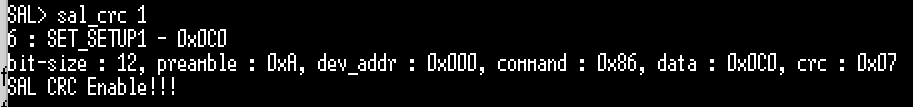 SAL> sal_crc 1
6 : SET_SETUP1 - 0x0C0
bit-size : 12, preamble : 0xA, dev_addr : 0x000, command : 0x86, data : 0x0C0, crc : 0x07
SAL CRC Enable!!!